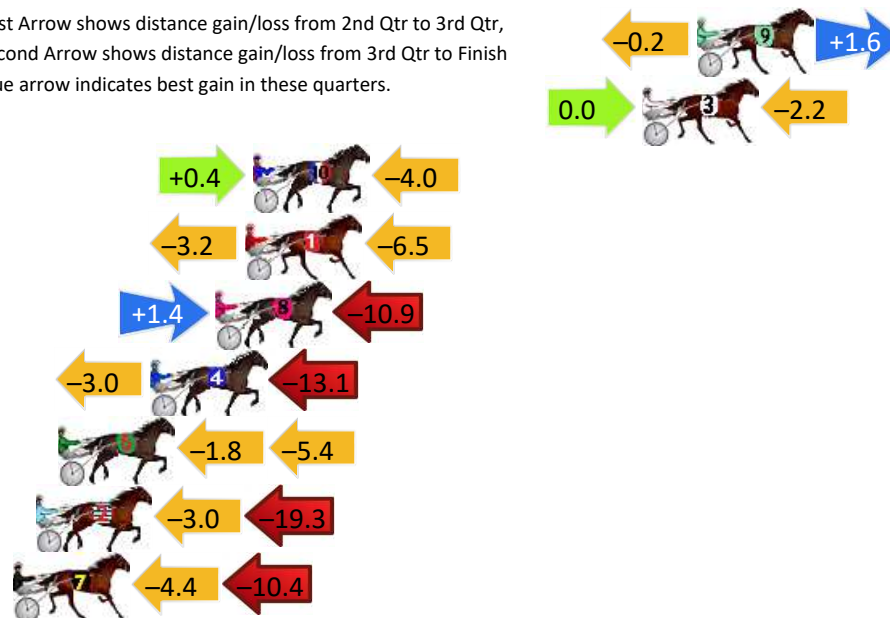 st Arrow shows distance gain/loss from 2nd Qtr to 3rd Qtr,
cond Arrow shows distance gain/loss from 3rd Qtr to Finish
ue arrow indicates best gain in these quarters.
–0.2 9 +1.6
0.0 3 –2.2
+0.4 10 –4.0
–3.2 1 –6.5
+1.4 8 –10.9
–3.0 4 –13.1
–1.8 –5.4
2 –3.0 –19.3
7 –4.4 –10.4